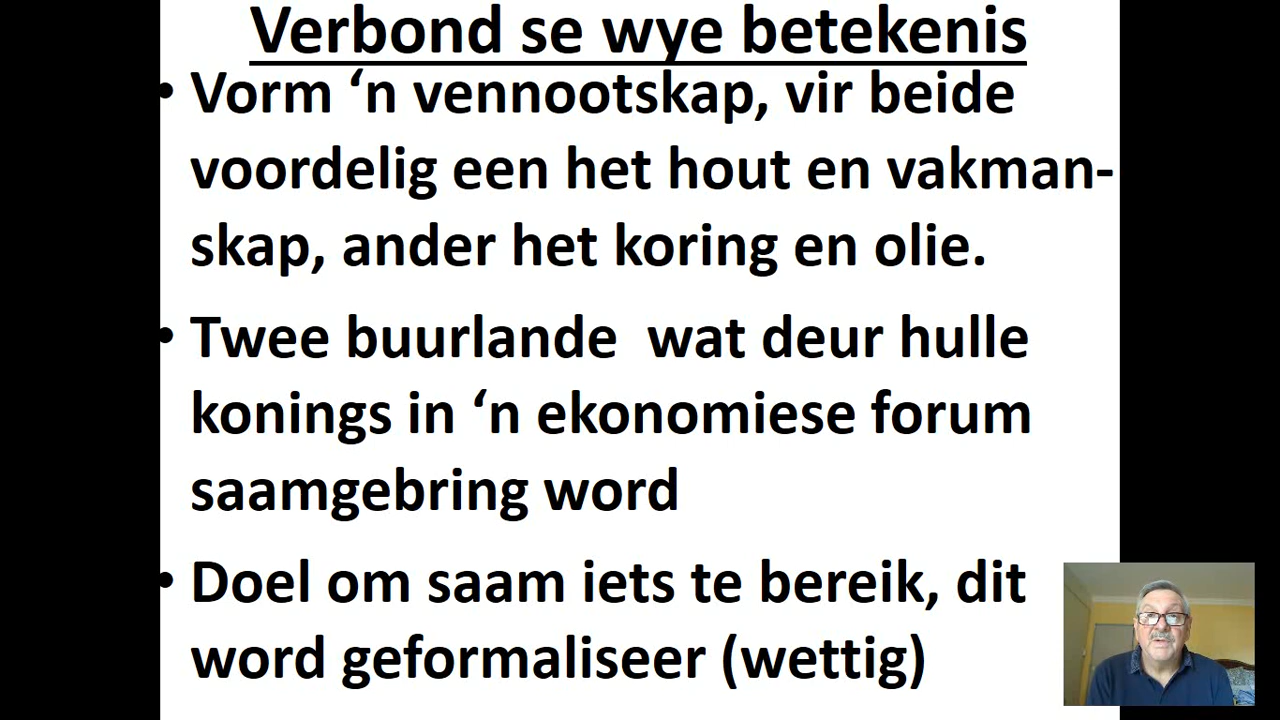 Verbond se wye betekenis
• Vorm ‘n vennootskap, vir beide
voordelig een het hout en vakman-
skap, ander het koring en olie.
• Twee buurlande  wat deur hulle
konings in ‘n ekonomiese forum
saamgebring word
• Doel om saam iets te bereik, dit
word geformaliseer (wettig)